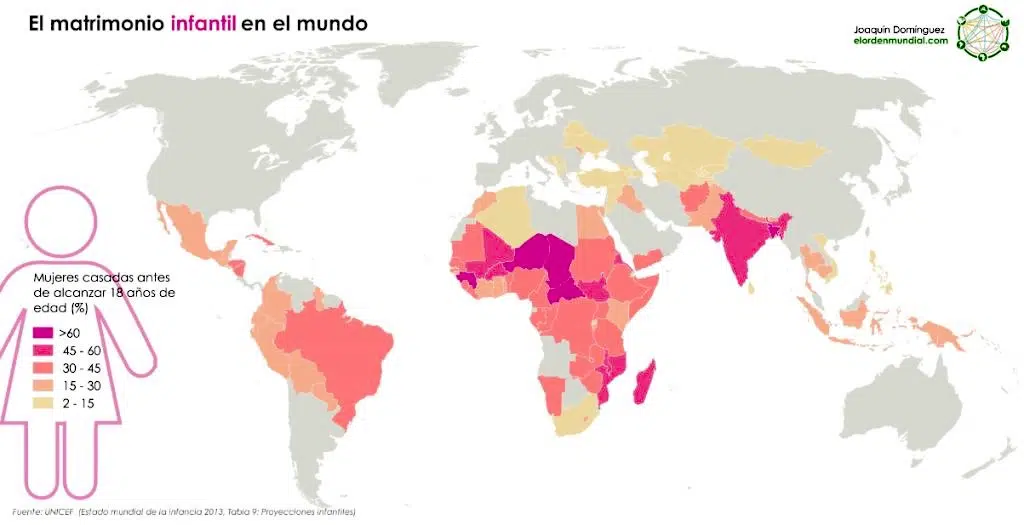 El matrimonio infantil en el mundo
Joaquín Domínguez
elordenmundial.com
Mujeres casadas antes
de alcanzar 18 años de
edad (%)
>60
45 - 60
30 - 45
15 - 30
2 - 15
Fuente: UNICEF (Estado mundial de la infancia 2013, Tabla 9: Proyecciones infantiles)